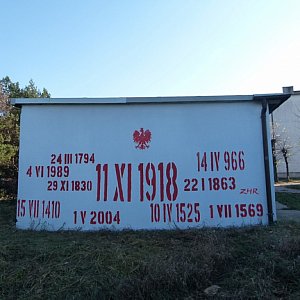 24 III 1794
14 IV 966
4 VI 1989
11 XI 1918
29 XI 1830
22 I 1863
ZHR
15 VII 1410
1 V 2004
10 IV 1525
1 VII 1569